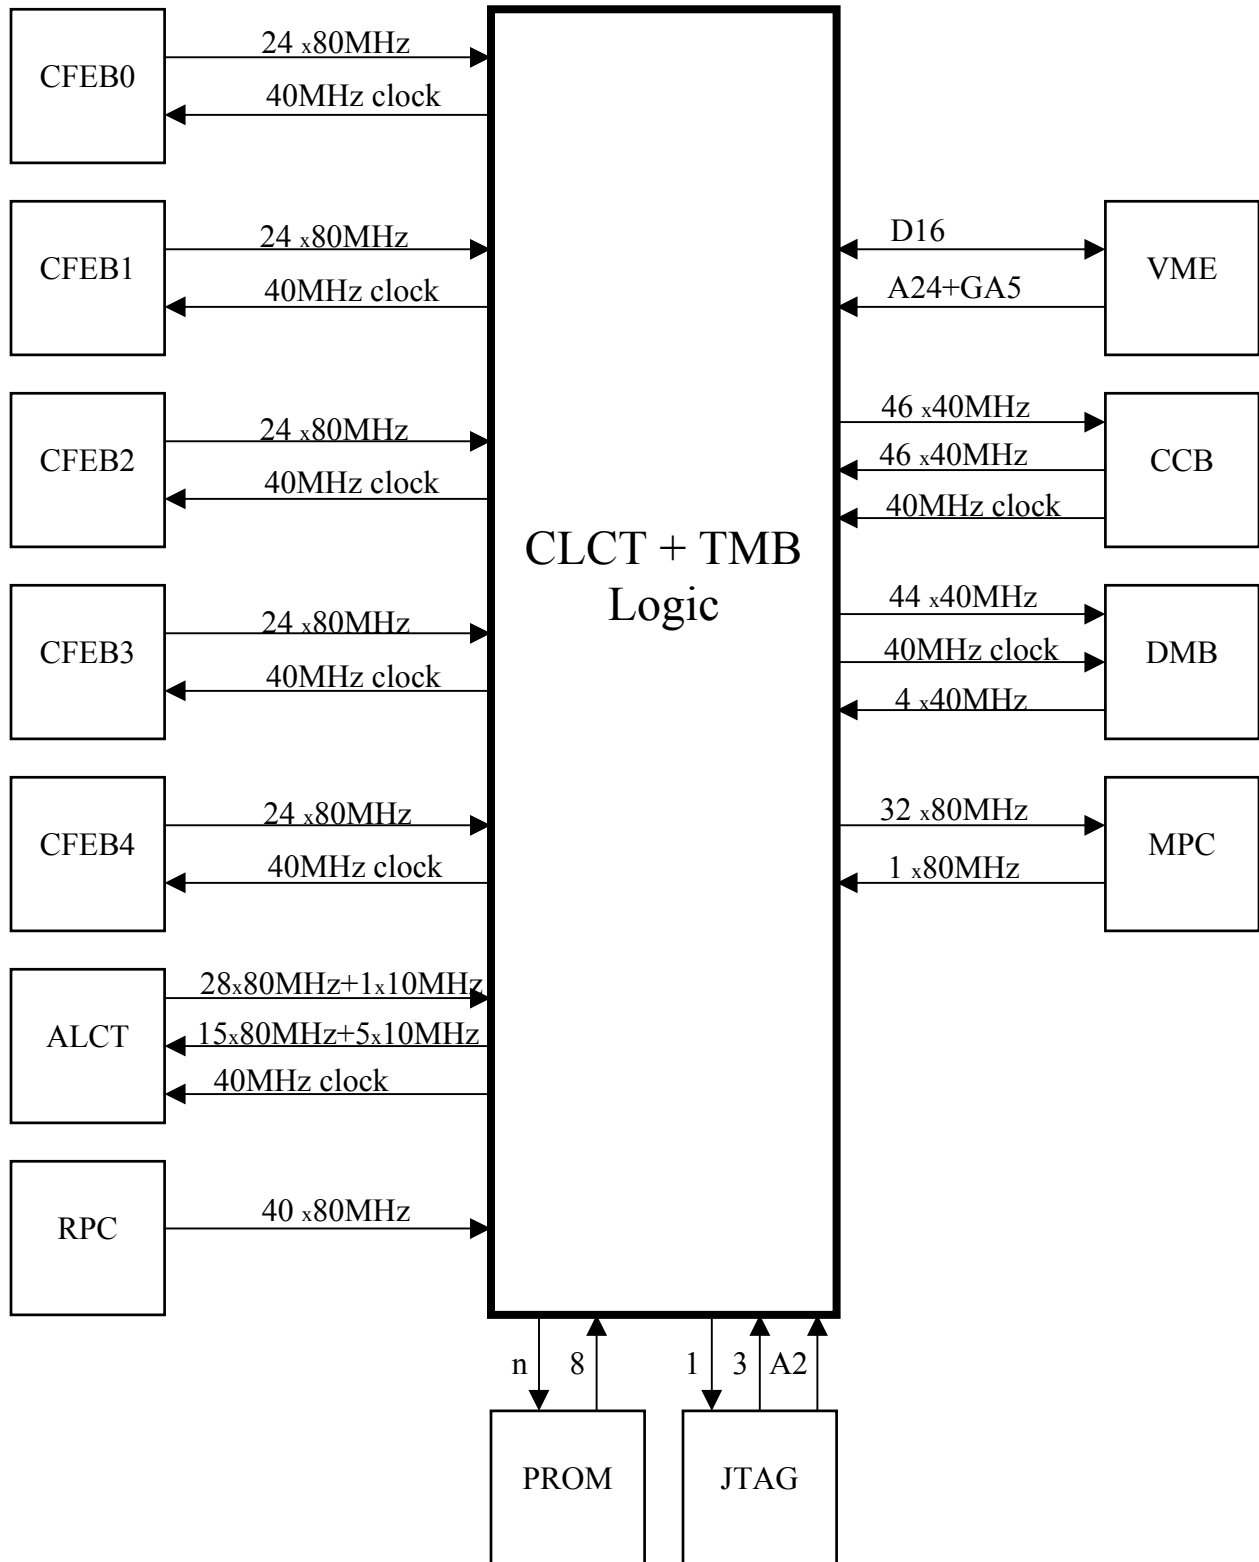 24 x80MHz
CFEB0
40MHz clock
24 x80MHz
CFEB1
40MHz clock
24 x80MHz
CFEB2
40MHz clock
24 x80MHz
CFEB3
40MHz clock
24 x80MHz
CFEB4
40MHz clock
28x80MHz+1x10MHz
ALCT
15x80MHz+5x10MHz
40MHz clock
RPC
40 x80MHz
CLCT + TMB
Logic
D16
VME
A24+GA5
46 x40MHz
CCB
46 x40MHz
40MHz clock
44 x40MHz
DMB
40MHz clock
4 x40MHz
32 x80MHz
MPC
1 x80MHz
n
8
1
3
A2
PROM
JTAG